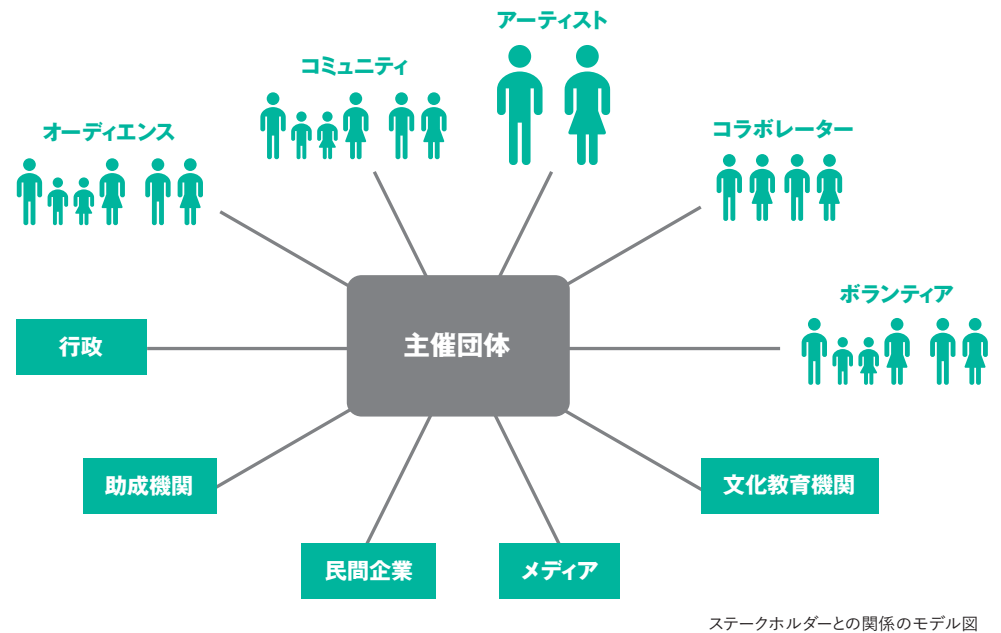 アーティスト
コミュニティ
オーディエンス
コラボレーター
ボランティア
行政
主催団体
助成機関
文化教育機関
民間企業
メディア
ステークホルダーとの関係のモデル図